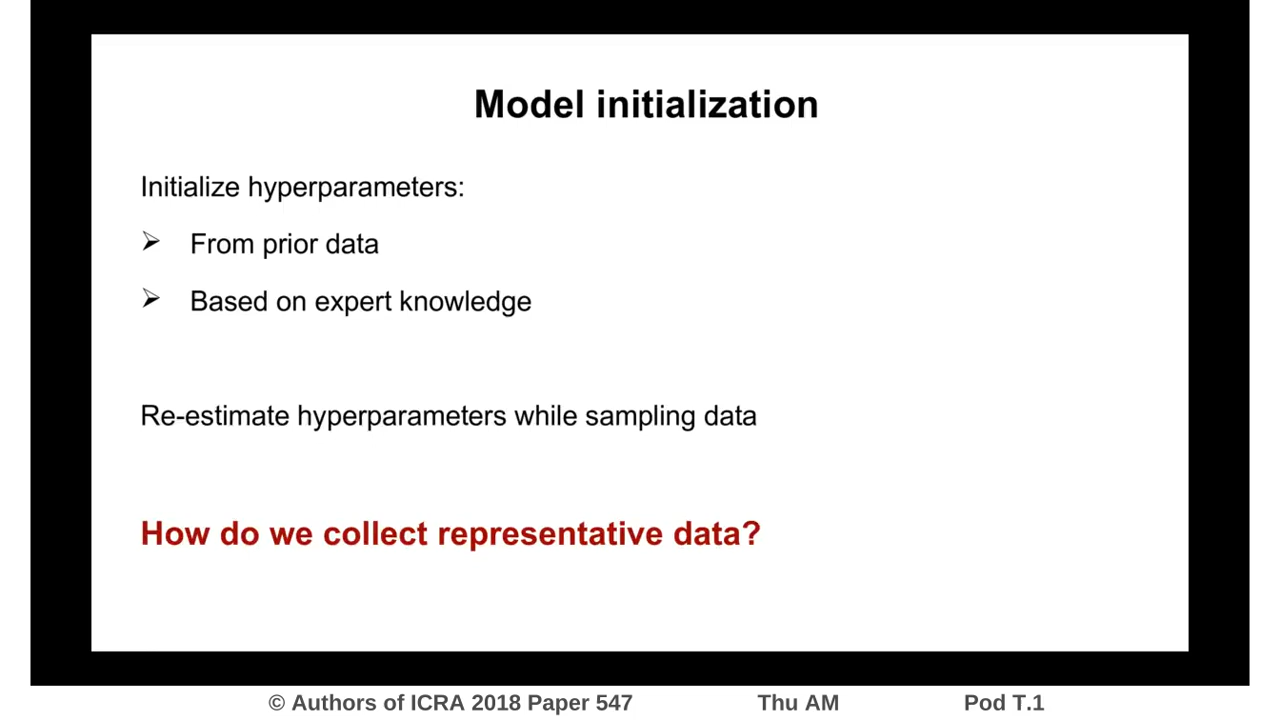 Model initialization
Initialize hyperparameters:
➢ From prior data
➢ Based on expert knowledge
Re-estimate hyperparameters while sampling data
How do we collect representative data?
© Authors of ICRA 2018 Paper 547 Thu AM Pod T.1